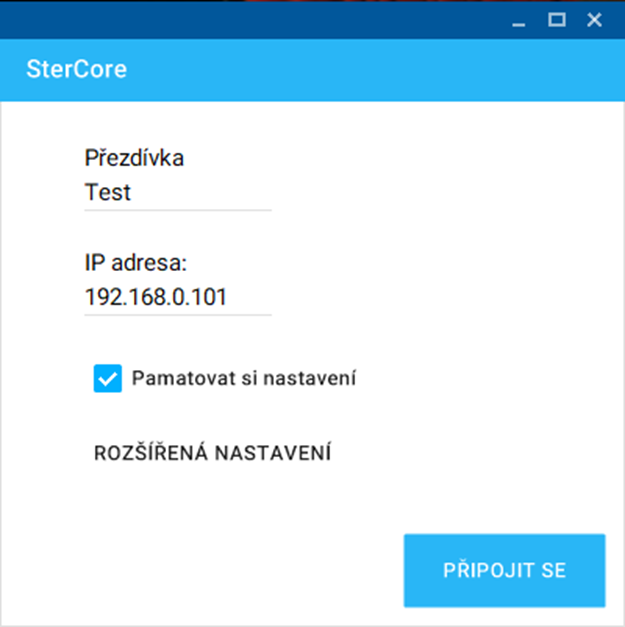 SterCore
Přezdívka
Test
IP adresa:
192.168.0.101
Pamatovat si nastavení
ROZŠÍŘENÁ NASTAVENÍ
PŘIPOJIT SE